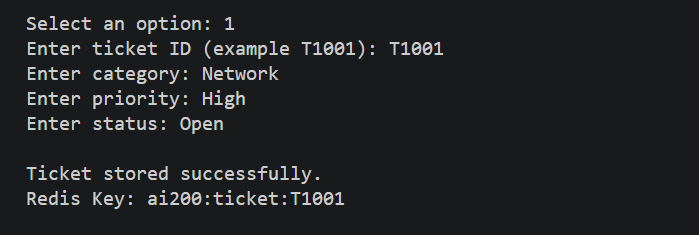 Select an option: 1
Enter ticket ID (example T1001): T1001
Enter category: Network
Enter priority: High
Enter status: Open
Ticket stored successfully.
Redis Key: ai200:ticket:T1001